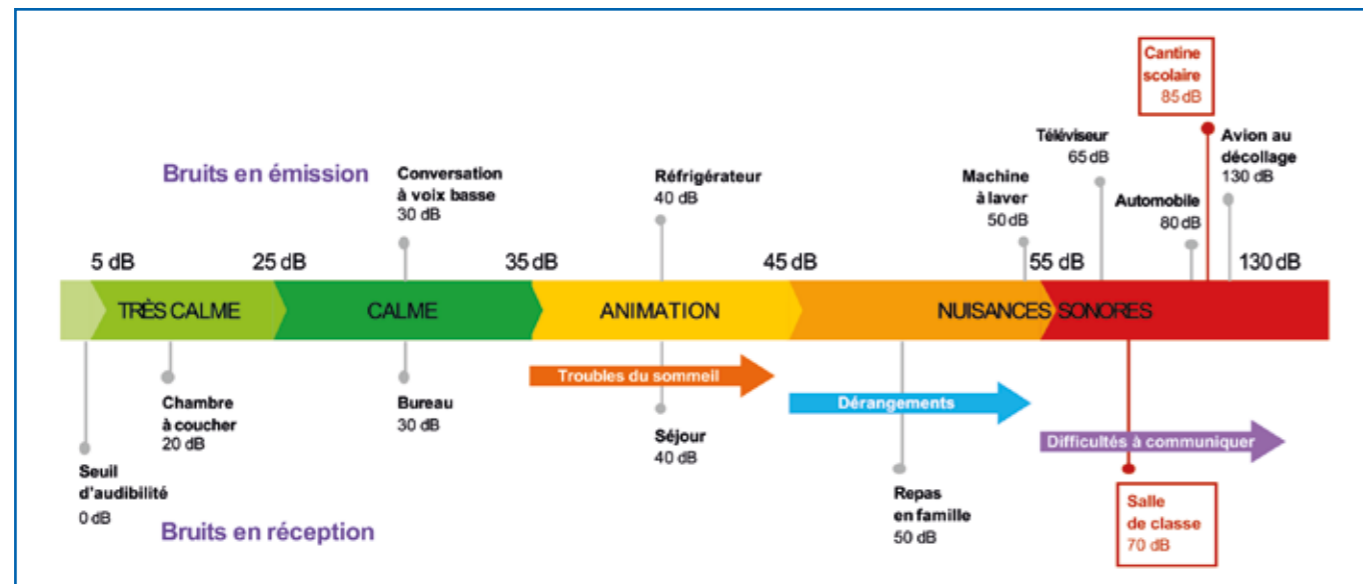 Cantine
scolaire
85 dB
Bruits en émission
Conversation
à voix basse
30 dB
Réfrigérateur
40 dB
Machine
à laver
50 dB
Téléviseur
65 dB
Automobile
80 dB
Avion au
décollage
130 dB
5 dB 25 dB 35 dB 45 dB 55 dB 130 dB
TRÈS CALME CALME ANIMATION NUISANCES SONORES
Troubles du sommeil
Dérangements
Difficultés à communiquer
Seuil
d'audibilité
0 dB
Chambre
à coucher
20 dB
Bureau
30 dB
Séjour
40 dB
Repas
en famille
50 dB
Salle
de classe
70 dB
Bruits en réception